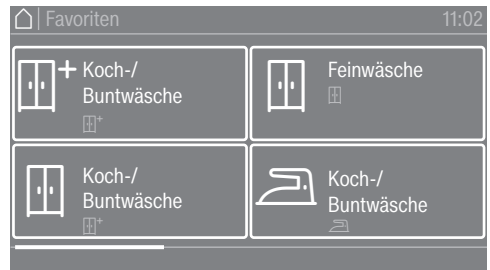 Favoriten 11:02
Koch-/
Buntwäsche
Feinwäsche
Koch-/
Buntwäsche
Koch-/
Buntwäsche